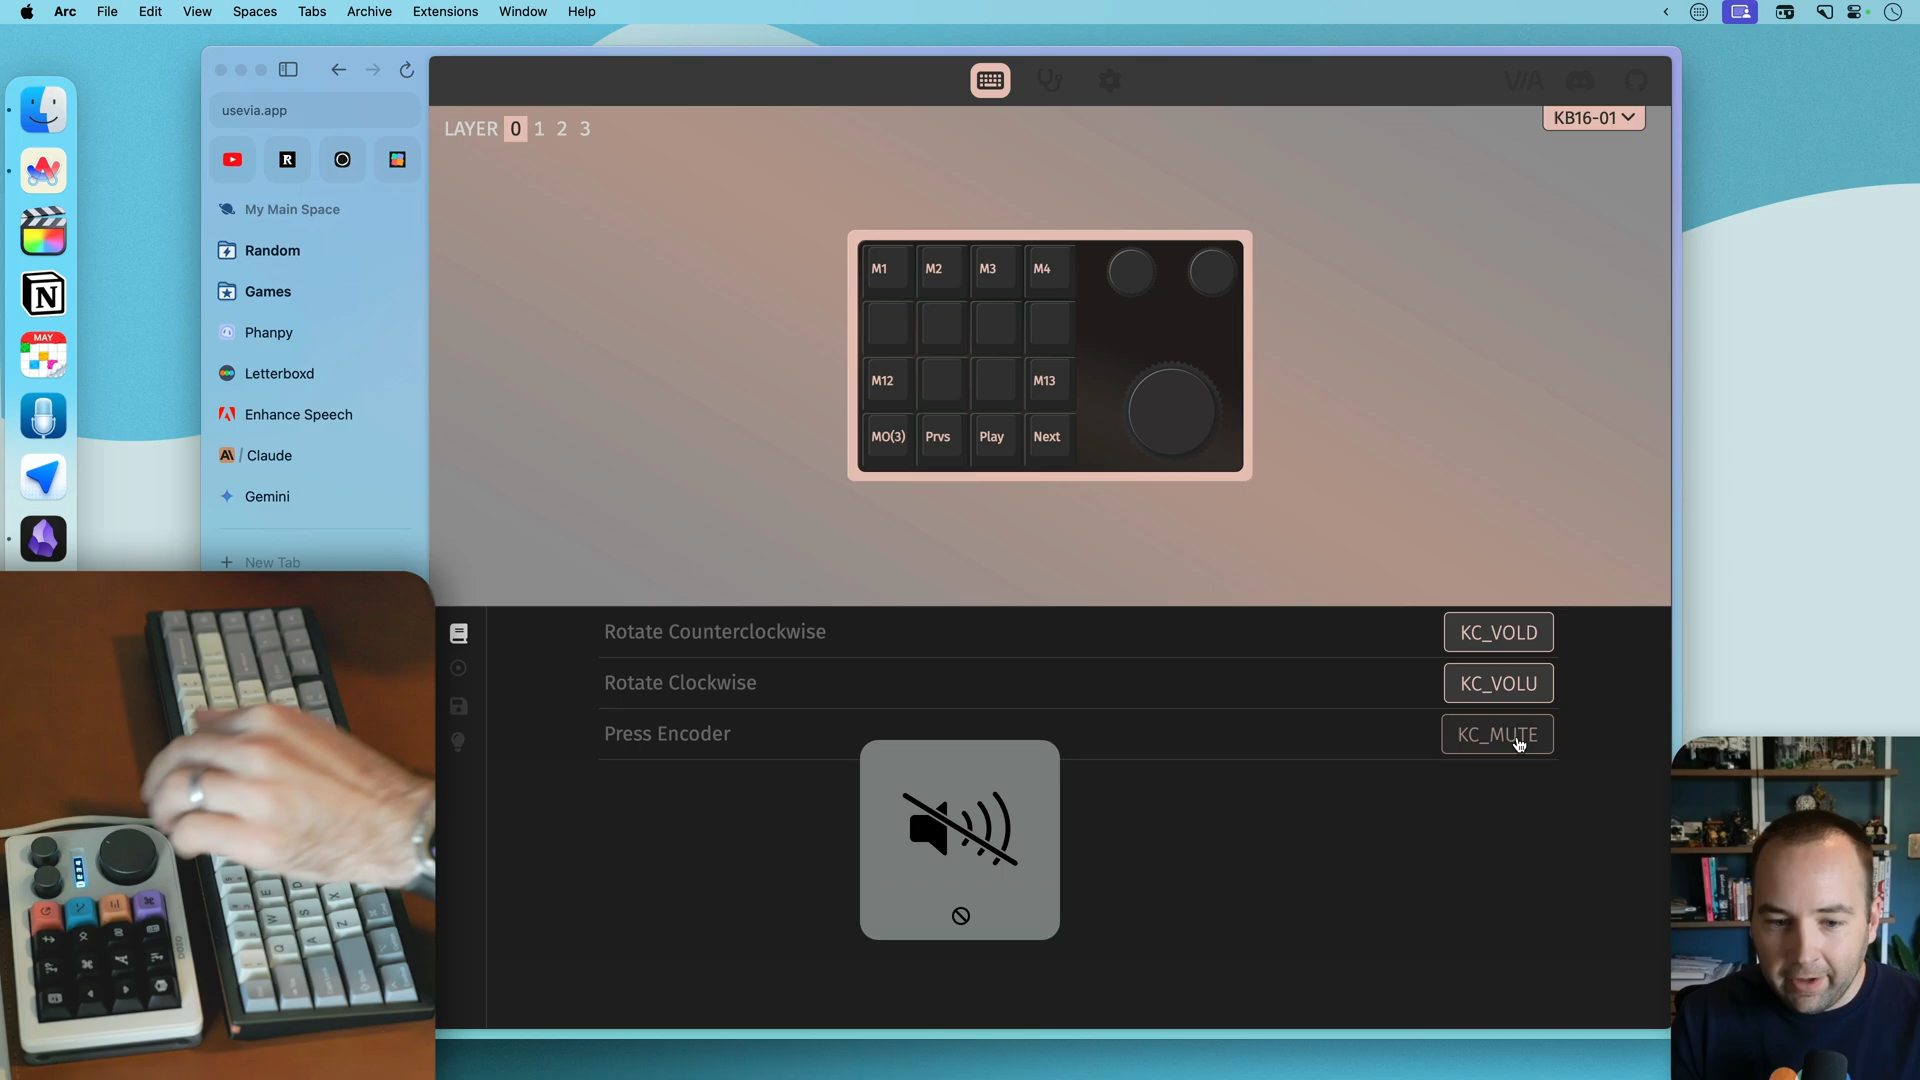 Arc File Edit View Spaces Tabs Archive Extensions Window Help
usevia.app
R
My Main Space
Random
Games
Phanpy
Letterboxd
Enhance Speech
A\ / Claude
Gemini
+ New Tab
MAY
N
VIA
LAYER 0 1 2 3
KB16-01
M1 M2 M3 M4
M12 M13
MO(3) Prvs Play Next
Rotate Counterclockwise KC_VOLD
Rotate Clockwise KC_VOLU
Press Encoder KC_MUTE
E
W
S
X
Q
A
Z